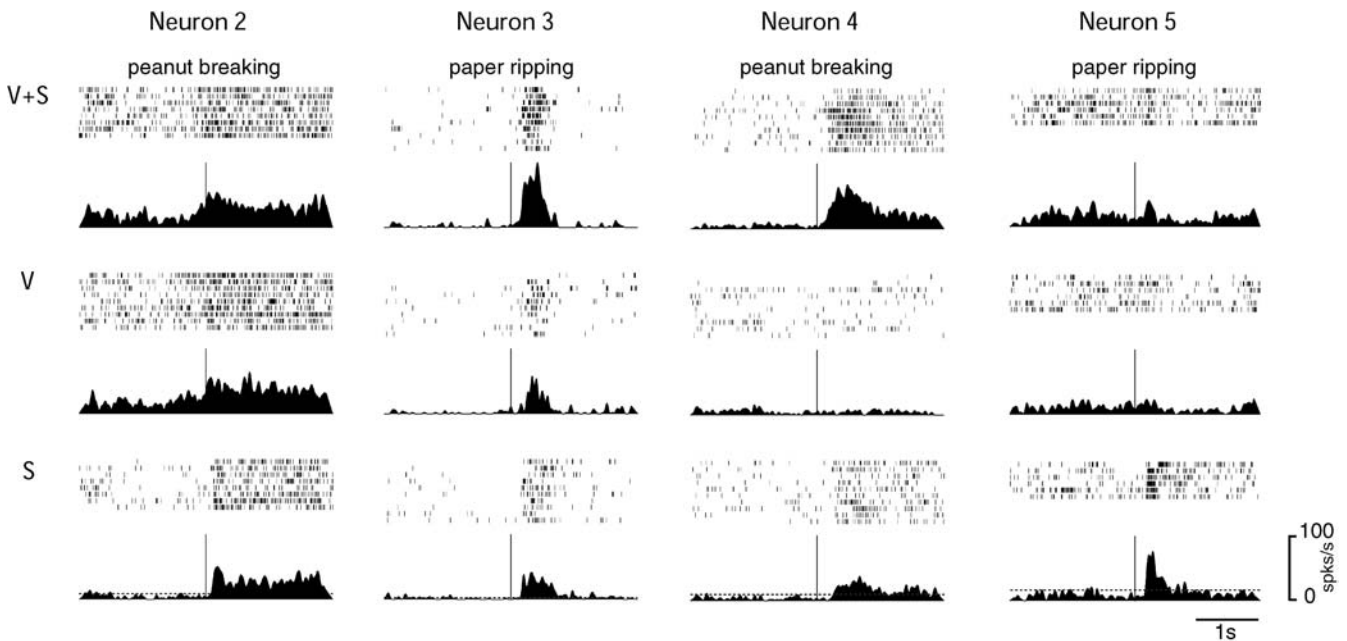 Neuron 2 Neuron 3 Neuron 4 Neuron 5
peanut breaking paper ripping peanut breaking paper ripping
V+S
V
S
100
spks/s
0
1s